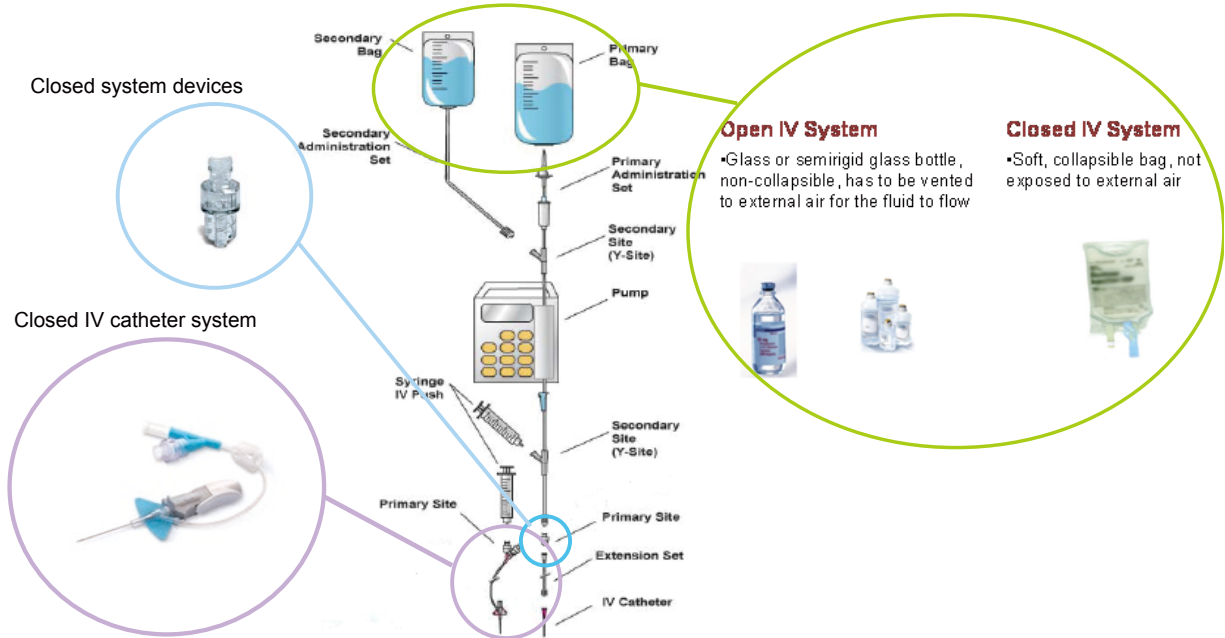 Secondary
Bag
Primary
Bag
Closed system devices
Secondary
Administration
Set
Primary
Administration
Set
Secondary
Site
(Y-Site)
Pump
Closed IV catheter system
Syringe
IV Push
Secondary
Site
(Y-Site)
Primary Site
Primary Site
Extension Set
IV Catheter
Open IV System
▪Glass or semirigid glass bottle,
non-collapsible, has to be vented
to external air for the fluid to flow
Closed IV System
▪Soft, collapsible bag, not
exposed to external air